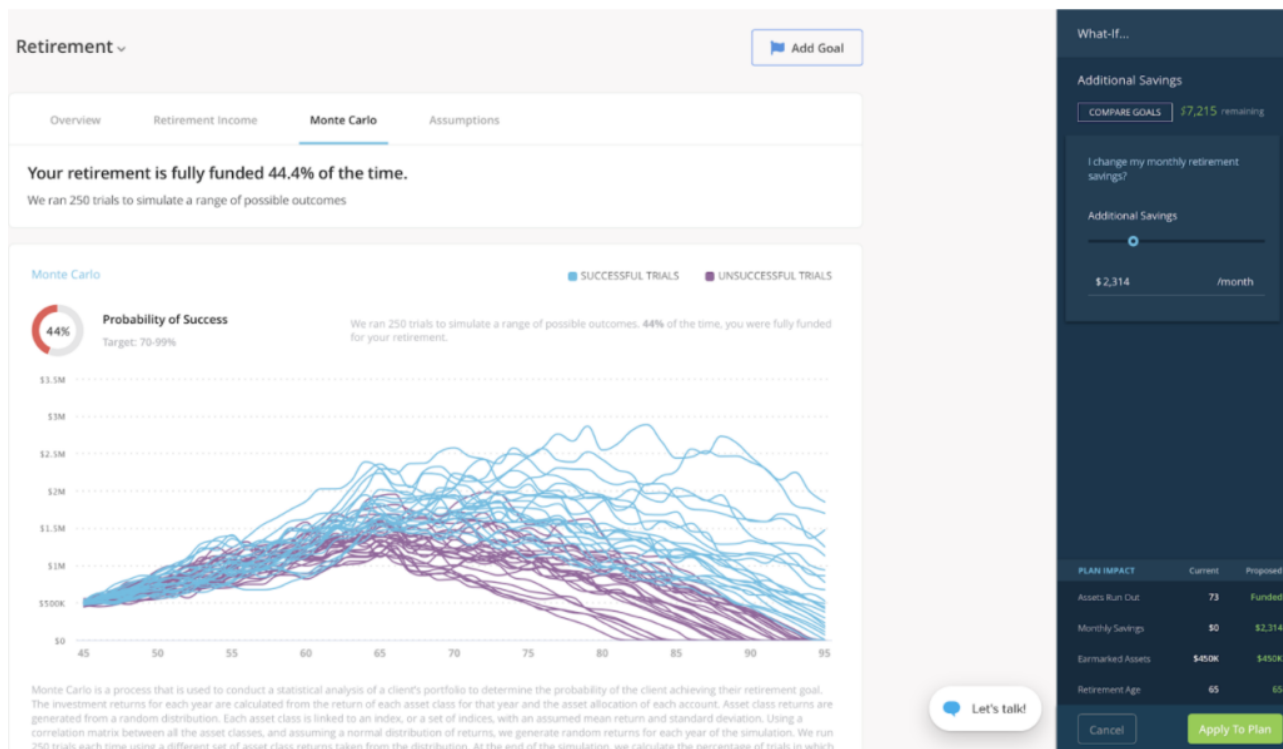 Retirement
Add Goal
Overview Retirement Income Monte Carlo Assumptions
Your retirement is fully funded 44.4% of the time.
We ran 250 trials to simulate a range of possible outcomes
Monte Carlo
SUCCESSFUL TRIALS UNSUCCESSFUL TRIALS
44%
Probability of Success
Target: 70-99%
We ran 250 trials to simulate a range of possible outcomes. 44% of the time, you were fully funded
for your retirement.
$3.5M
$3M
$2.5M
$2M
$1.5M
$1M
$500K
$0
45 50 55 60 65 70 75 80 85 90 95
Monte Carlo is a process that is used to conduct a statistical analysis of a client's portfolio to determine the probability of the client achieving their retirement goal.
The investment returns for each year are calculated from the return of each asset class for that year and the asset allocation of each account. Asset class returns are
generated from a random distribution. Each asset class is linked to an index, or a set of indices, with an assumed mean return and standard deviation. Using a
correlation matrix between all the asset classes, and assuming a normal distribution of returns, we generate random returns for each year of the simulation. We run
250 trials each time using a different set of asset class returns taken from the distribution. At the end of the simulation, we calculate the percentage of trials in which
Let's talk!
What-If...
Additional Savings
COMPARE GOALS $7,215 remaining
I change my monthly retirement
savings?
Additional Savings
$2,314 /month
PLAN IMPACT Current Proposed
Assets Run Out 73 Funded
Monthly Savings $0 $2,314
Earmarked Assets $450K $450K
Retirement Age 65 65
Cancel Apply To Plan